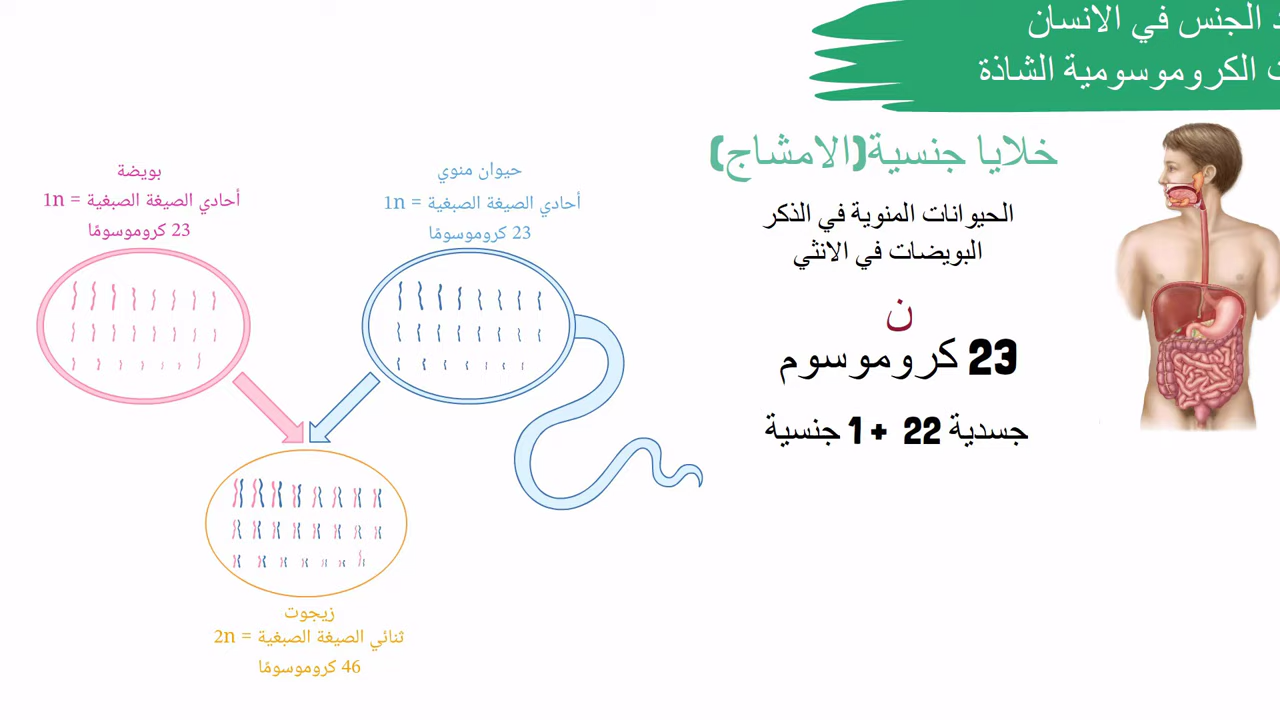 الجنس في الانسان
الكروموسومية الشاذة
خلايا جنسية(الامشاج)
الحيوانات المنوية في الذكر
البويضات في الانثي
ن
23 كروموسوم
جسدية 22 + 1 جنسية
حيوان منوي
أحادي الصيغة الصبغية = 1n
23 كروموسومًا
بويضة
أحادي الصيغة الصبغية = 1n
23 كروموسومًا
زيجوت
ثنائي الصيغة الصبغية = 2n
46 كروموسومًا